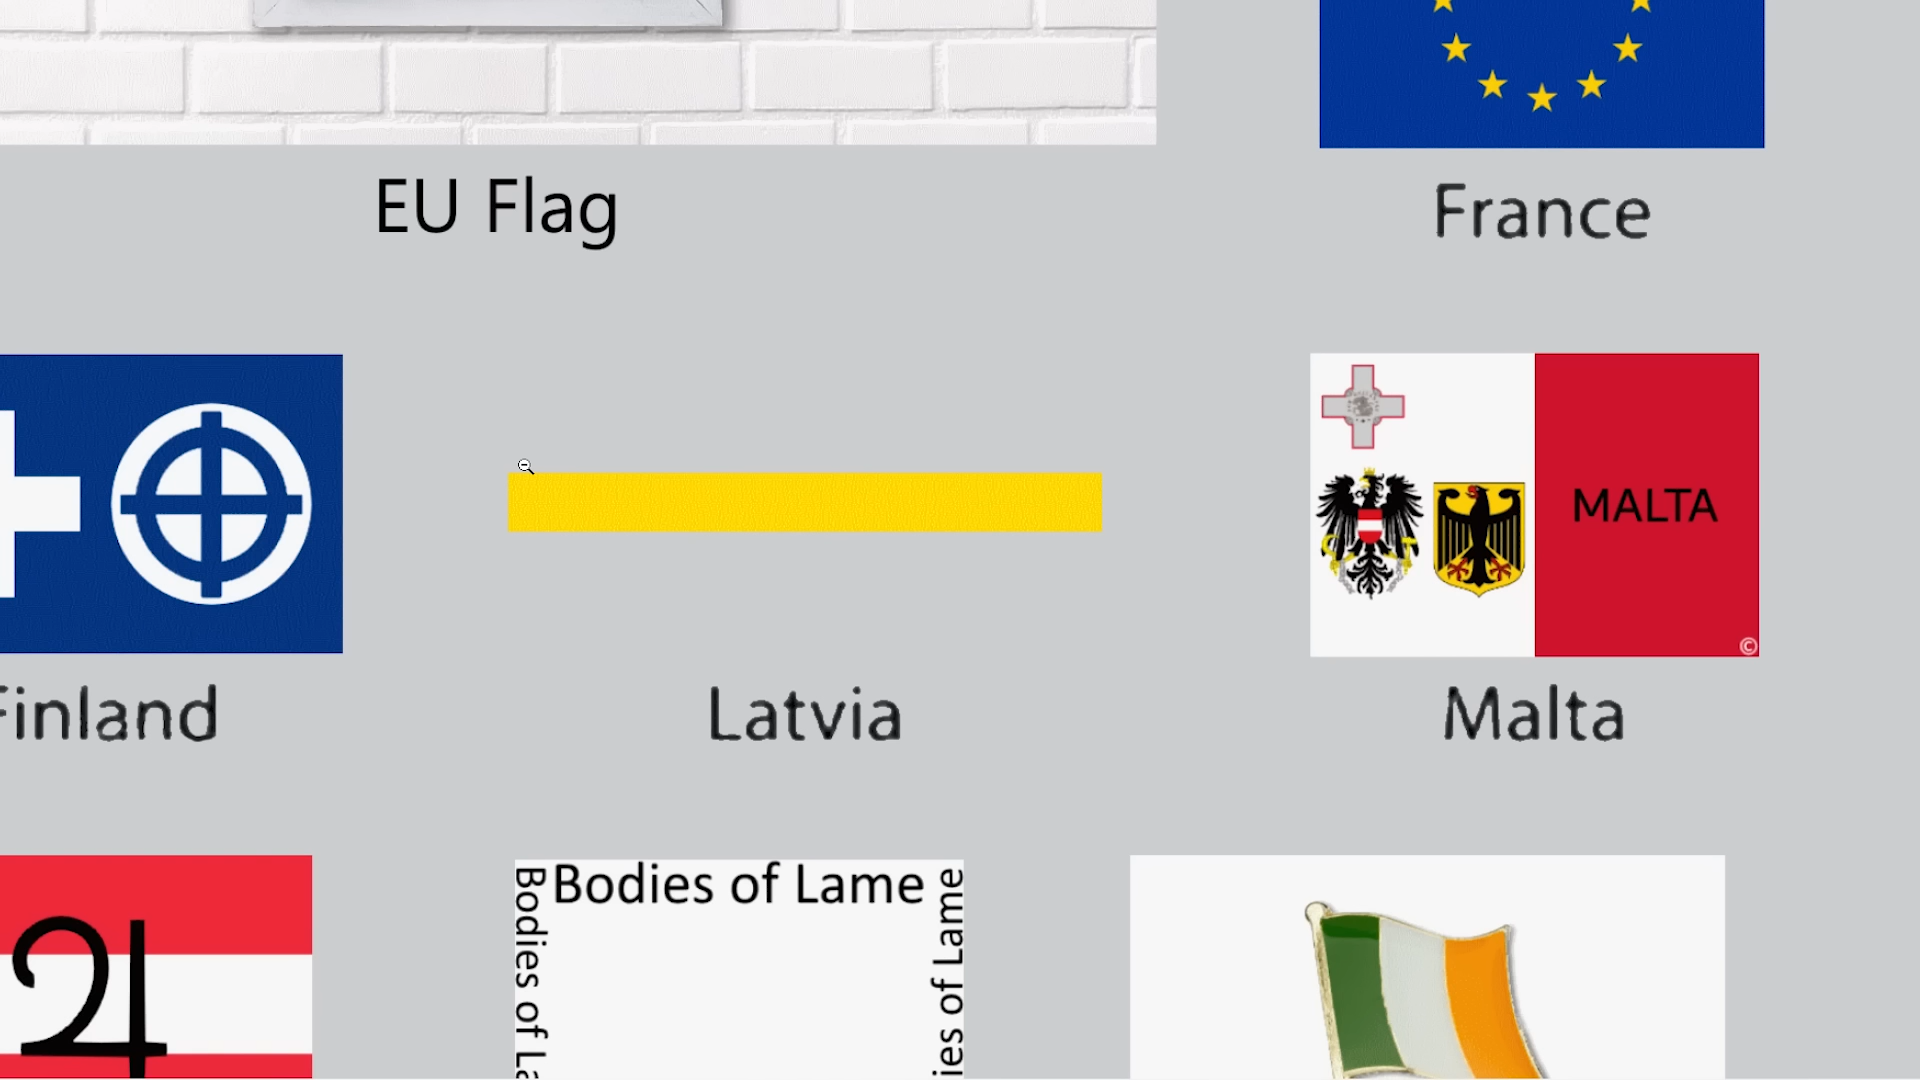 EU Flag
France
MALTA
©
Finland
Latvia
Malta
Bodies of Lame
Bodies of La
ies of Lame